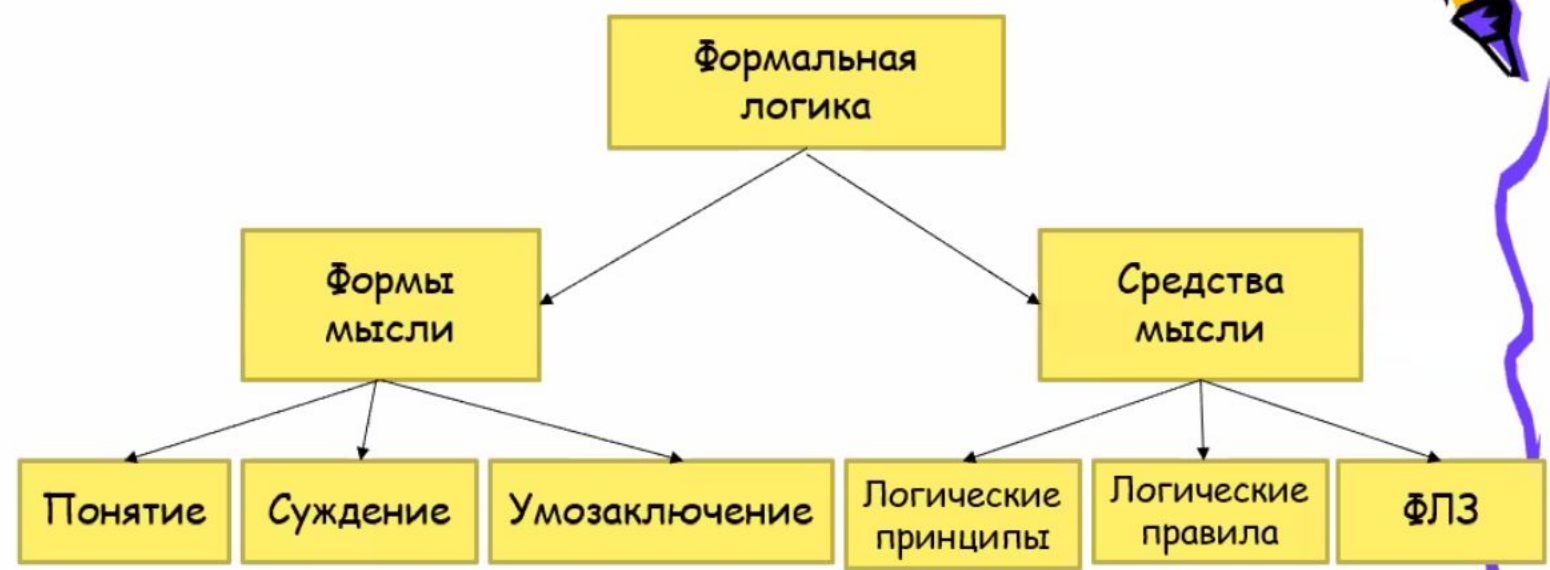 Формальная
логика
Формы
мысли
Средства
мысли
Понятие
Суждение
Умозаключение
Логические
принципы
Логические
правила
ФЛЗ